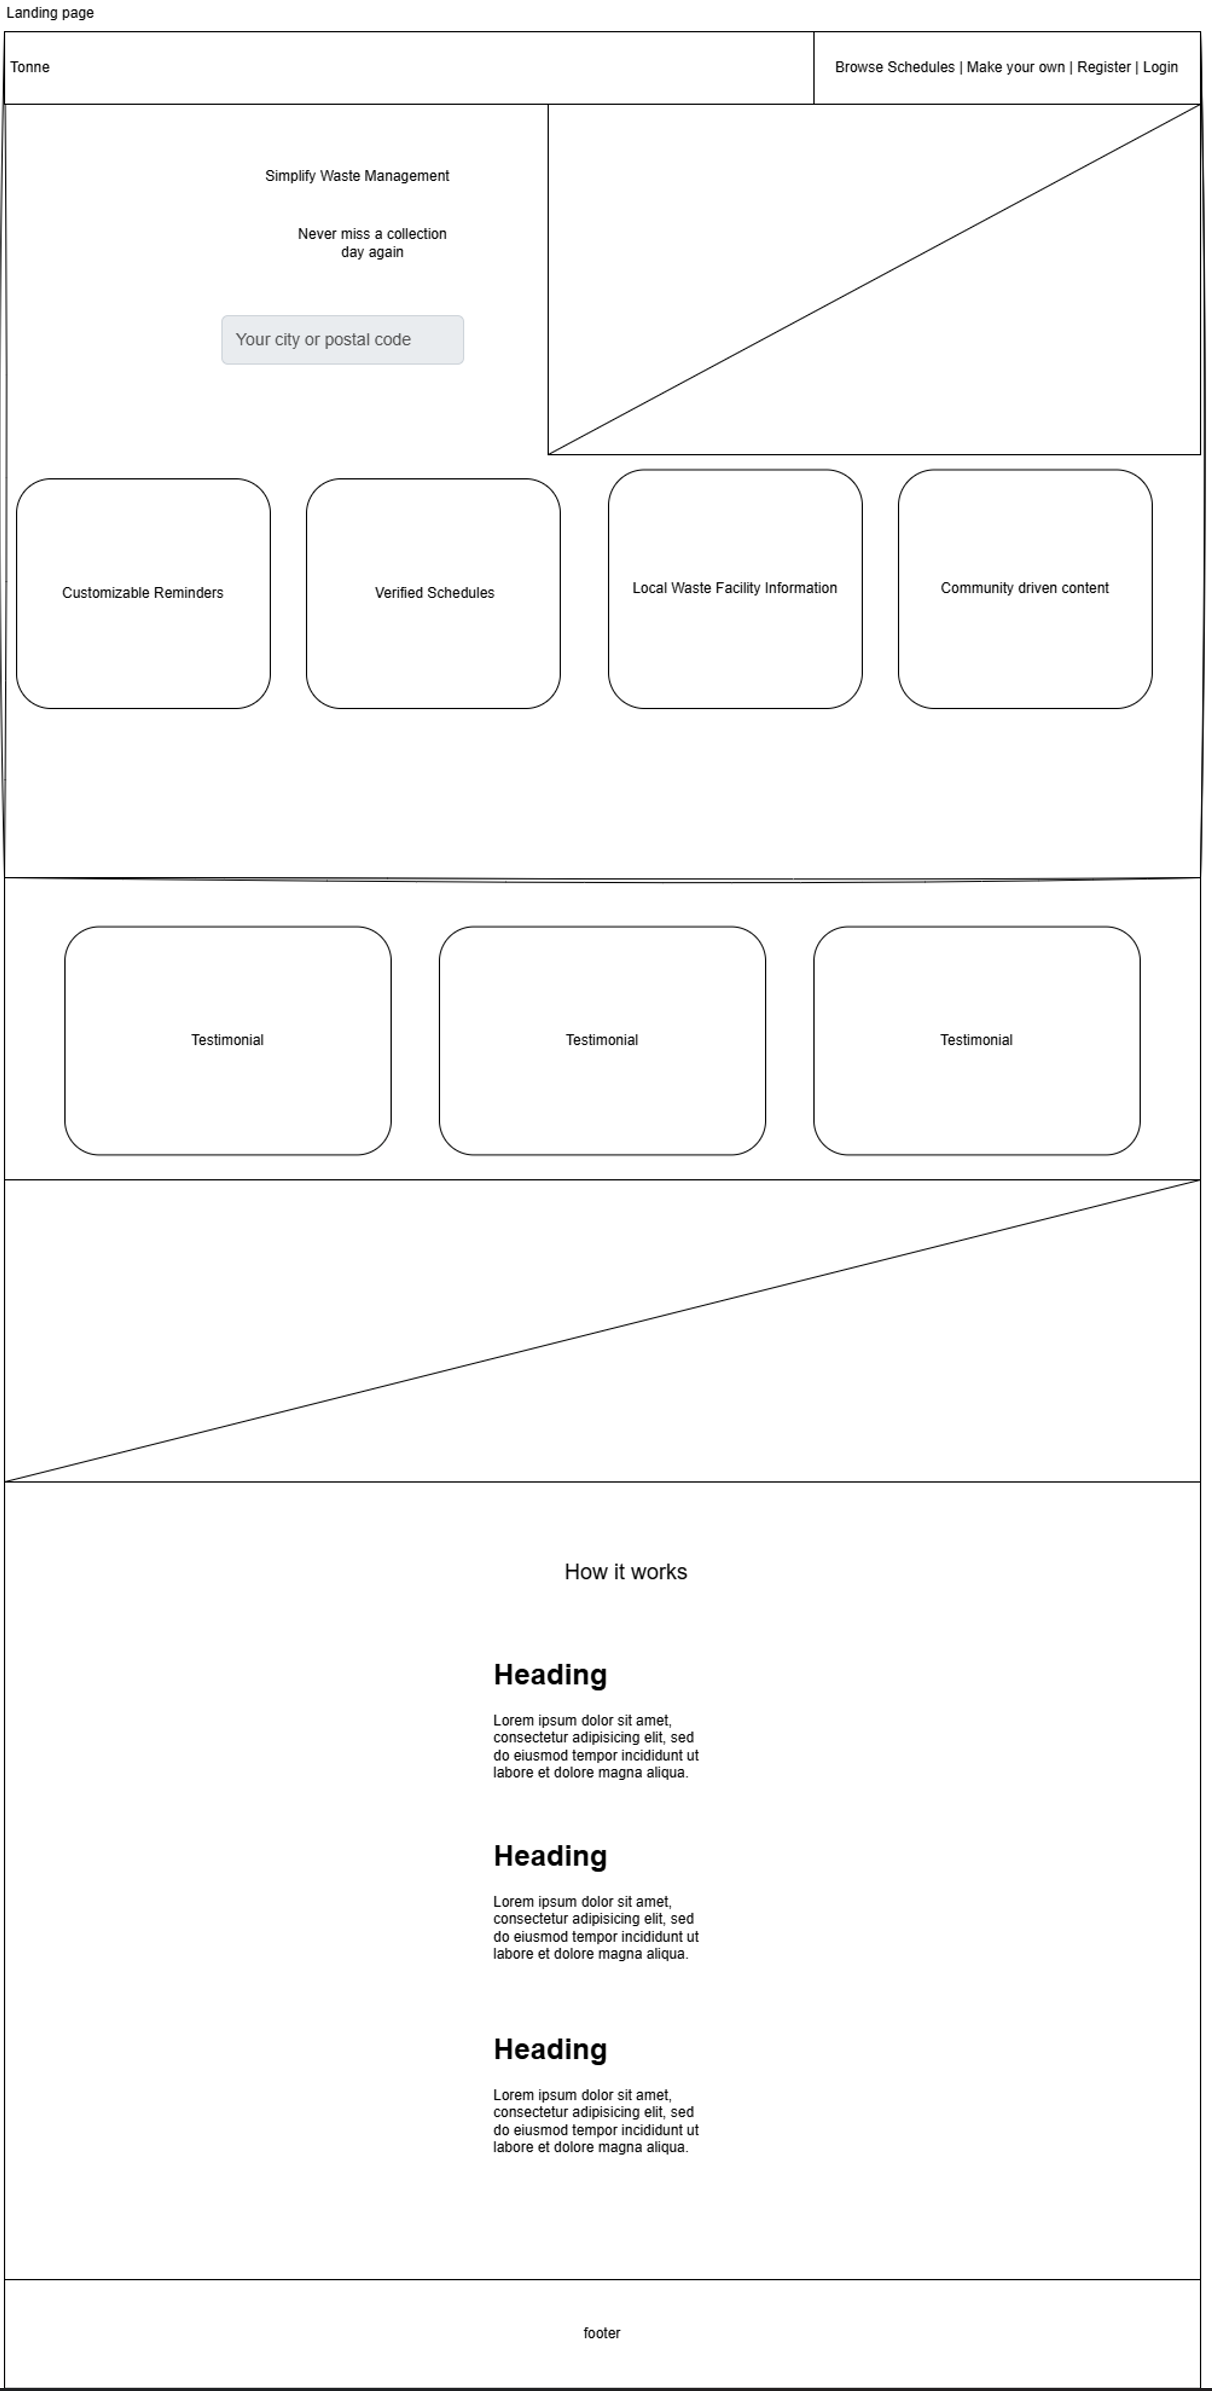 Landing page
Tonne
Browse Schedules | Make your own | Register | Login
Simplify Waste Management
Never miss a collection
day again
Your city or postal code
Customizable Reminders
Verified Schedules
Local Waste Facility Information
Community driven content
Testimonial
Testimonial
Testimonial
How it works
Heading
Lorem ipsum dolor sit amet,
consectetur adipisicing elit, sed
do eiusmod tempor incididunt ut
labore et dolore magna aliqua.
Heading
Lorem ipsum dolor sit amet,
consectetur adipisicing elit, sed
do eiusmod tempor incididunt ut
labore et dolore magna aliqua.
Heading
Lorem ipsum dolor sit amet,
consectetur adipisicing elit, sed
do eiusmod tempor incididunt ut
labore et dolore magna aliqua.
footer